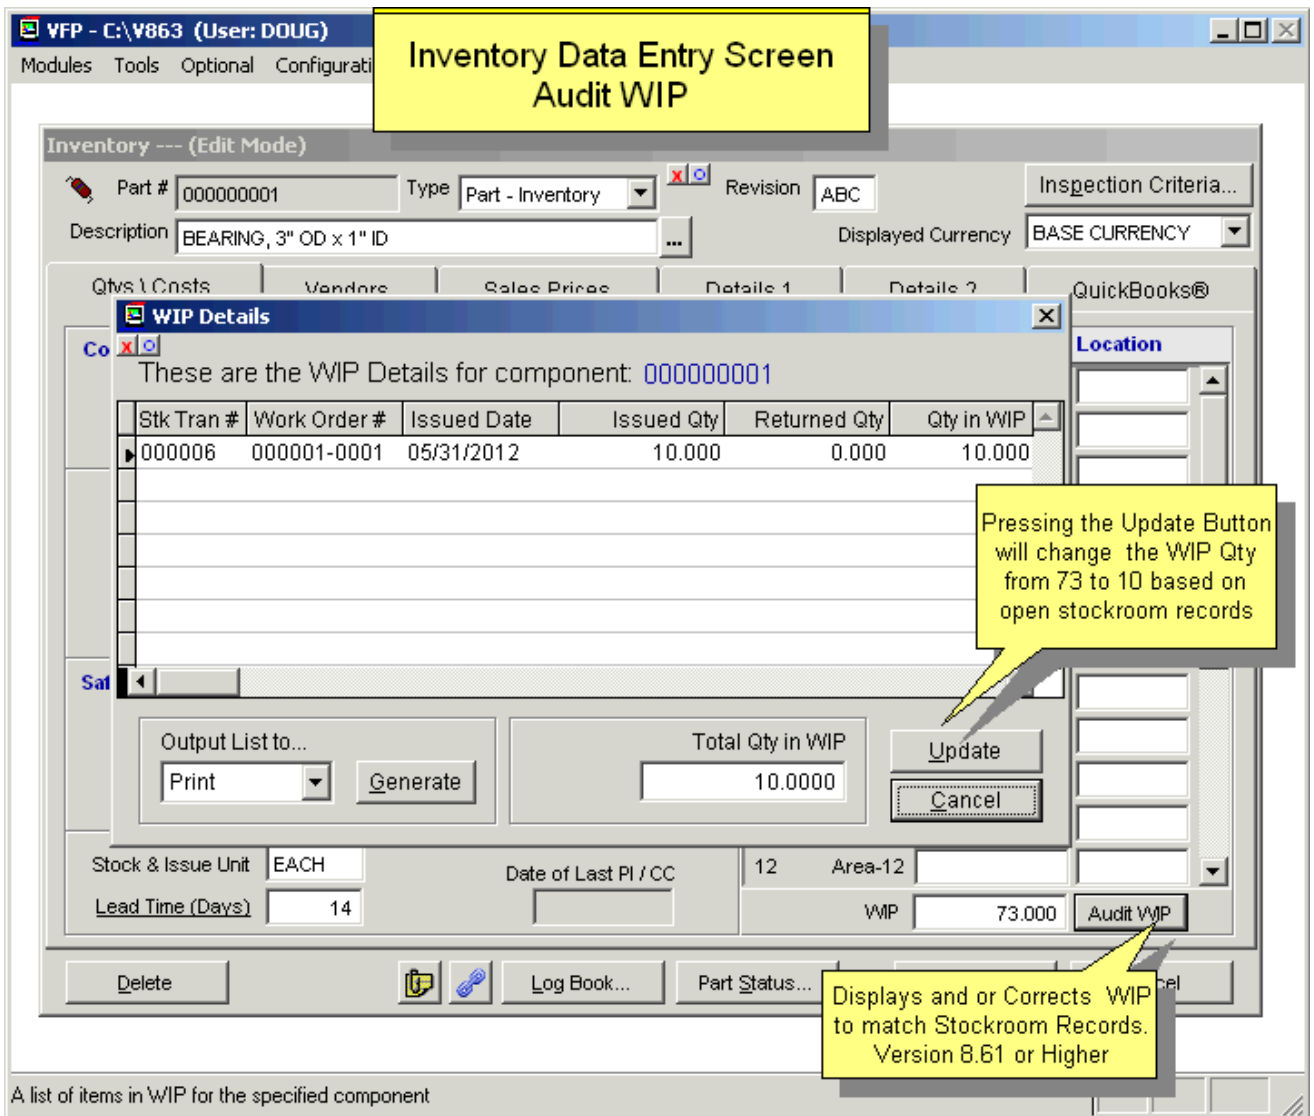 VFP - C:\V863 (User: DOUG)
Inventory Data Entry Screen
Audit WIP
Modules Tools Optional Configurati
Inventory --- (Edit Mode)
Part # 000000001 Type Part - Inventory Revision ABC Inspection Criteria...
Description BEARING, 3" OD x 1" ID ... Displayed Currency BASE CURRENCY
Qtys \ Costs Vendors Sales Prices Details 1 Details 2 QuickBooks®
WIP Details
Co Location
These are the WIP Details for component: 000000001
Stk Tran # Work Order # Issued Date Issued Qty Returned Qty Qty in WIP
000006 000001-0001 05/31/2012 10.000 0.000 10.000
Pressing the Update Button
will change the WIP Qty
from 73 to 10 based on
open stockroom records
Saf
Output List to... Total Qty in WIP Update
Print Generate 10.0000
Cancel
Stock & Issue Unit EACH Date of Last PI / CC 12 Area-12
Lead Time (Days) 14 WIP 73.000 Audit WIP
Delete Log Book... Part Status... cel
Displays and or Corrects WIP
to match Stockroom Records.
Version 8.61 or Higher
A list of items in WIP for the specified component